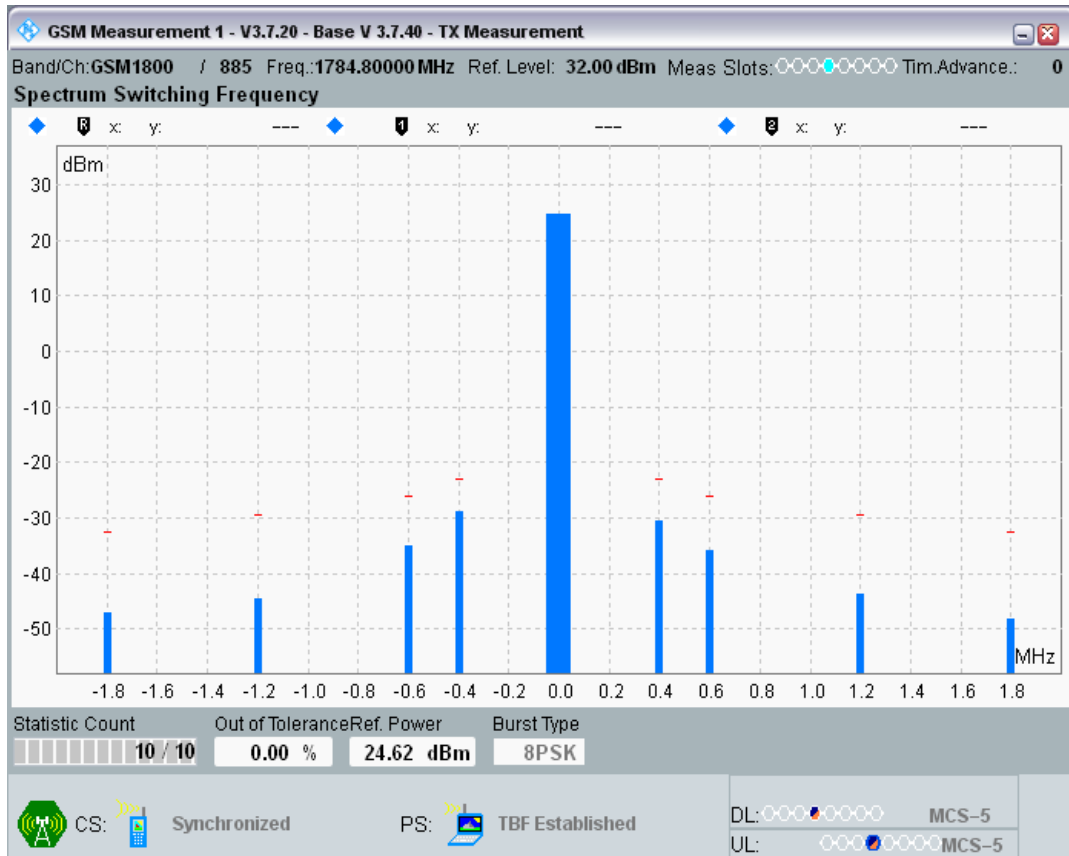 GSM Measurement 1 - V3.7.20 - Base V 3.7.40 - TX Measurement
Band/Ch:GSM1800 / 885 Freq.:1784.80000 MHz Ref. Level: 32.00 dBm Meas Slots: Tim.Advance.: 0
Spectrum Switching Frequency
R x: y: --- 1 x: y: --- 2 x: y: ---
dBm
30
20
10
0
-10
-20
-30
-40
-50
MHz
-1.8 -1.6 -1.4 -1.2 -1.0 -0.8 -0.6 -0.4 -0.2 0.0 0.2 0.4 0.6 0.8 1.0 1.2 1.4 1.6 1.8
Statistic Count Out of Tolerance Ref. Power Burst Type
10 / 10 0.00 % 24.62 dBm 8PSK
CS: Synchronized PS: TBF Established DL: MCS-5
UL: MCS-5